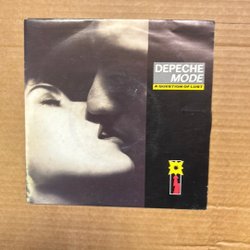 DEPECHE
MODE
A QUESTION OF LUST